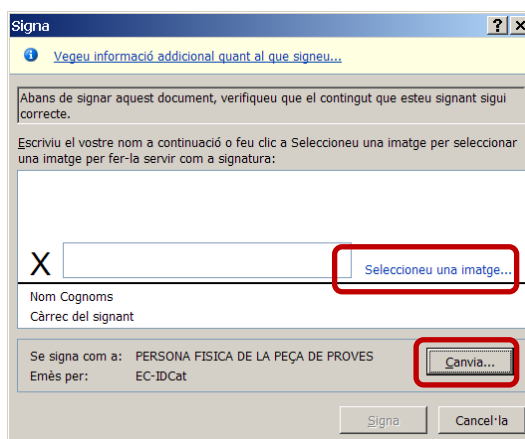 Signa
Vegeu informació addicional quant al que signeu...
Abans de signar aquest document, verifiqueu que el contingut que esteu signant sigui
correcte.
Escriviu el vostre nom a continuació o feu clic a Seleccioneu una imatge per seleccionar
una imatge per fer-la servir com a signatura:
X
Seleccioneu una imatge...
Nom Cognoms
Càrrec del signant
Se signa com a: PERSONA FISICA DE LA PEÇA DE PROVES
Canvia...
Emès per: EC-IDCat
Signa Cancel·la